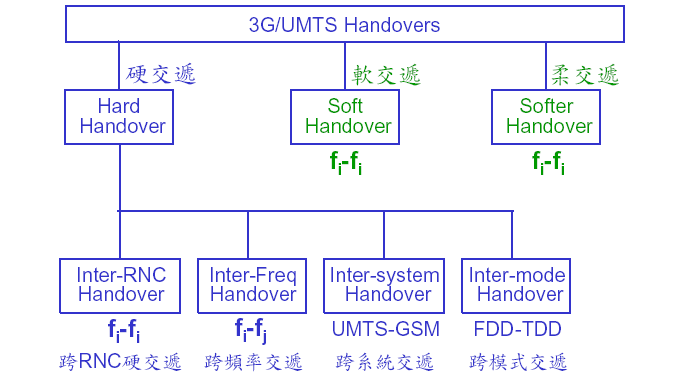 3G/UMTS Handovers
硬交遞
軟交遞
柔交遞
Hard
Handover
Soft
Handover
Softer
Handover
fi-fi
fi-fi
Inter-RNC
Handover
Inter-Freq
Handover
Inter-system
Handover
Inter-mode
Handover
fi-fi
fi-fj
UMTS-GSM
FDD-TDD
跨RNC硬交遞
跨頻率交遞
跨系統交遞
跨模式交遞